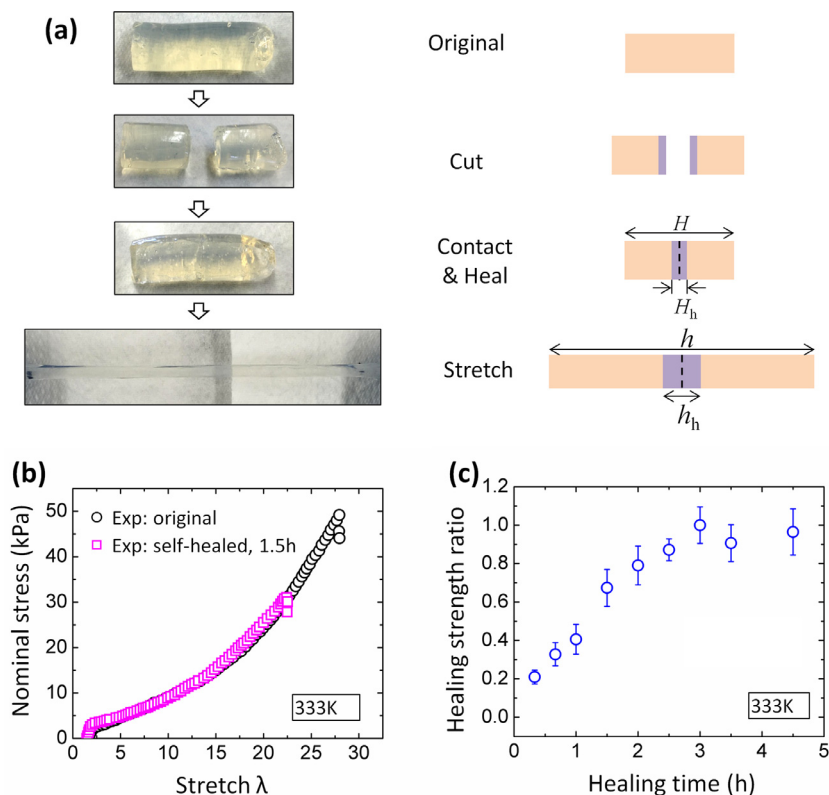 (a)
Original
Cut
Contact
& Heal
H
Hh
Stretch
h
hh
(b)
Nominal stress (kPa)
50
40
30
20
10
0
Exp: original
Exp: self-healed, 1.5h
333K
0 5 10 15 20 25 30
Stretch λ
(c)
Healing strength ratio
1.2
1.0
0.8
0.6
0.4
0.2
0.0
333K
0 1 2 3 4 5
Healing time (h)